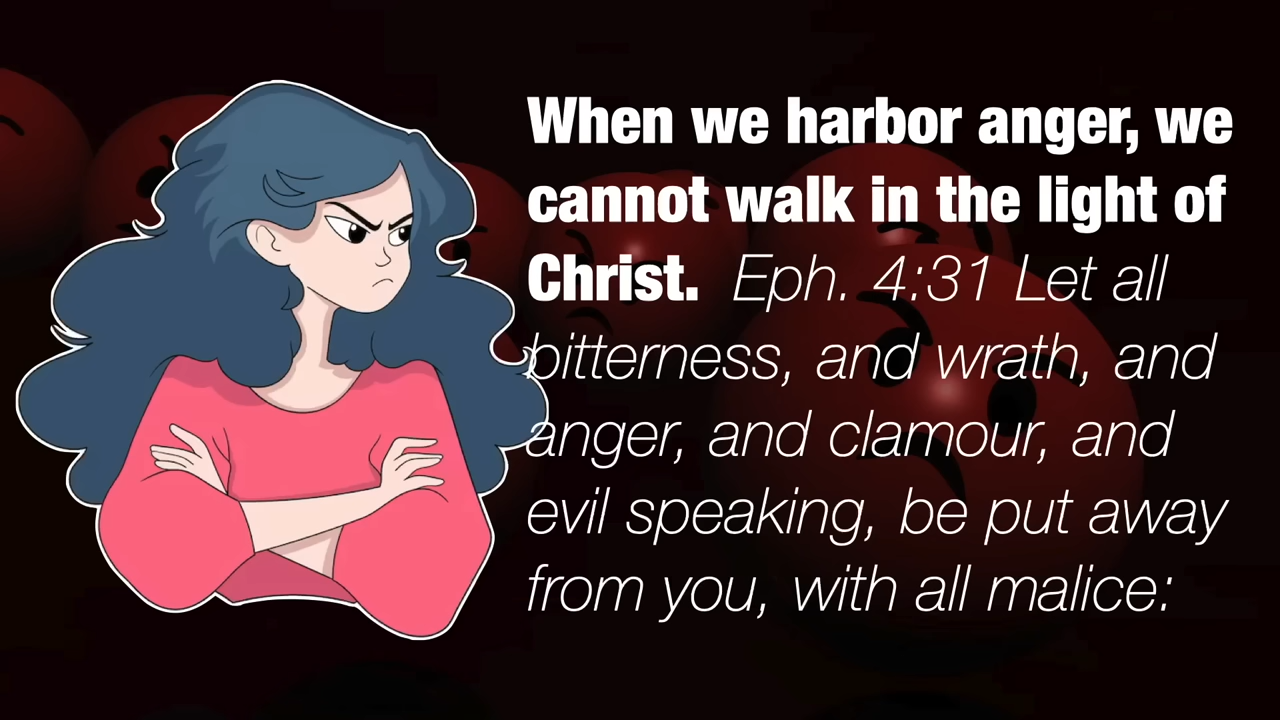 When we harbor anger, we
cannot walk in the light of
Christ. Eph. 4:31 Let all
bitterness, and wrath, and
anger, and clamour, and
evil speaking, be put away
from you, with all malice: